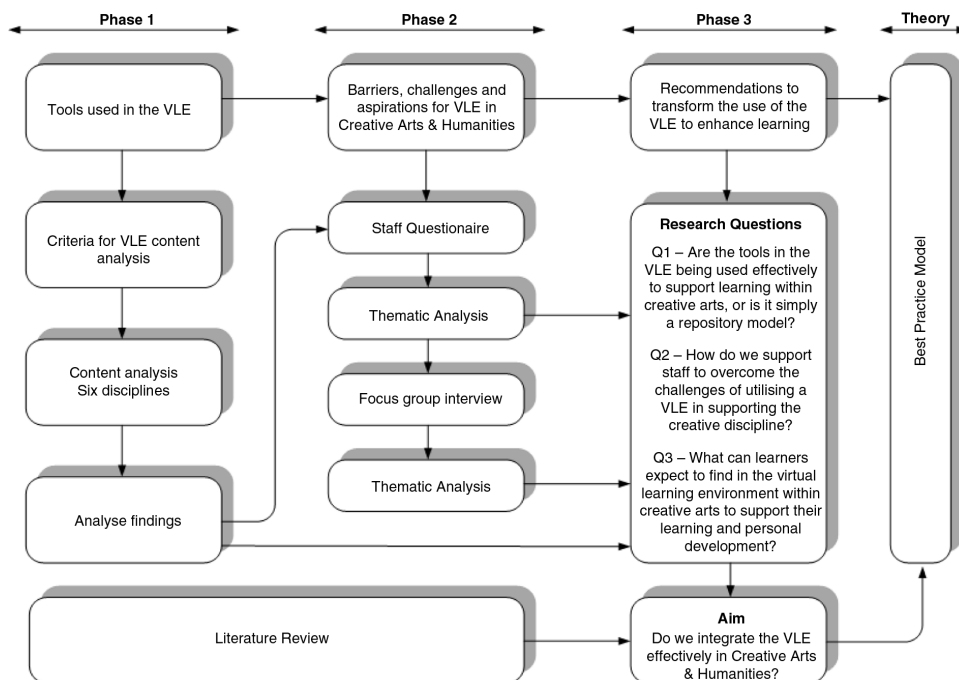 Phase 1
Phase 2
Phase 3
Theory
Tools used in the VLE
Barriers, challenges and
aspirations for VLE in
Creative Arts & Humanities
Recommendations to
transform the use of the
VLE to enhance learning
Criteria for VLE content
analysis
Content analysis
Six disciplines
Analyse findings
Staff Questionaire
Thematic Analysis
Focus group interview
Thematic Analysis
Research Questions
Q1 – Are the tools in the
VLE being used effectively
to support learning within
creative arts, or is it simply
a repository model?
Q2 – How do we support
staff to overcome the
challenges of utilising a
VLE in supporting the
creative discipline?
Q3 – What can learners
expect to find in the virtual
learning environment within
creative arts to support their
learning and personal
development?
Best Practice Model
Literature Review
Aim
Do we integrate the VLE
effectively in Creative Arts
& Humanities?